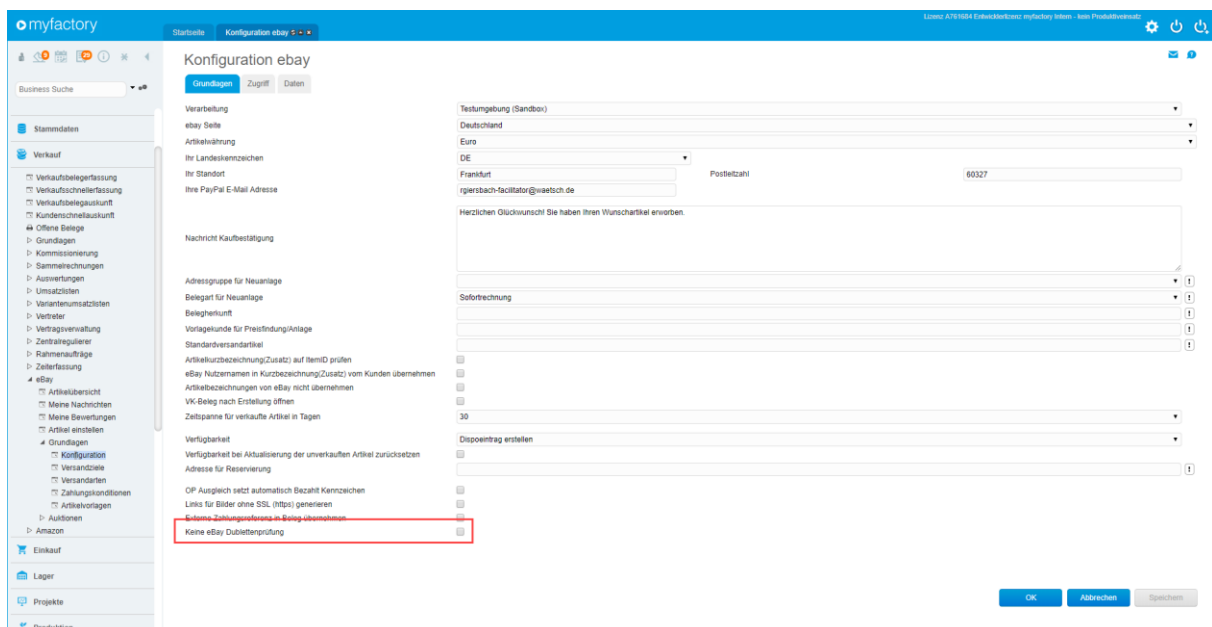 Lizenz A761684 Entwicklerlizenz myfactory Intern - kein Produktiveinsatz
myfactory
Startseite
Konfiguration ebay
Konfiguration ebay
Business Suche
Grundlagen Zugriff Daten
Verarbeitung Testumgebung (Sandbox)
ebay Seite Deutschland
Artikelwährung Euro
Ihr Landeskennzeichen DE
Ihr Standort Frankfurt Postleitzahl 60327
Ihre PayPal E-Mail Adresse rgiersbach-facilitator@waetsch.de
Nachricht Kaufbestätigung Herzlichen Glückwunsch! Sie haben Ihren Wunschartikel erworben.
Adressgruppe für Neuanlage
Belegart für Neuanlage Sofortrechnung
Belegherkunft
Vorlagekunde für Preisfindung/Anlage
Standardversandartikel
Artikelkurzbezeichnung(Zusatz) auf ItemID prüfen
eBay Nutzernamen in Kurzbezeichnung(Zusatz) vom Kunden übernehmen
Artikelbezeichnungen von eBay nicht übernehmen
VK-Beleg nach Erstellung öffnen
Zeitspanne für verkaufte Artikel in Tagen 30
Verfügbarkeit Dispoeintrag erstellen
Verfügbarkeit bei Aktualisierung der unverkauften Artikel zurücksetzen
Adresse für Reservierung
OP Ausgleich setzt automatisch Bezahlt Kennzeichen
Links für Bilder ohne SSL (https) generieren
Externe Zahlungsreferenz in Beleg übernehmen
Keine eBay Dublettenprüfung
OK Abbrechen Speichern
Stammdaten
Verkauf
Verkaufsbelegerfassung
Verkaufsschnellerfassung
Verkaufsbelegauskunft
Kundenschnellauskunft
Offene Belege
Grundlagen
Kommissionierung
Sammelrechnungen
Auswertungen
Umsatzlisten
Variantenumsatzlisten
Vertreter
Vertragsverwaltung
Zentralregulierer
Rahmenaufträge
Zeiterfassung
eBay
Artikelübersicht
Meine Nachrichten
Meine Bewertungen
Artikel einstellen
Grundlagen
Konfiguration
Versandziele
Versandarten
Zahlungskonditionen
Artikelvorlagen
Auktionen
Amazon
Einkauf
Lager
Projekte
Produktion